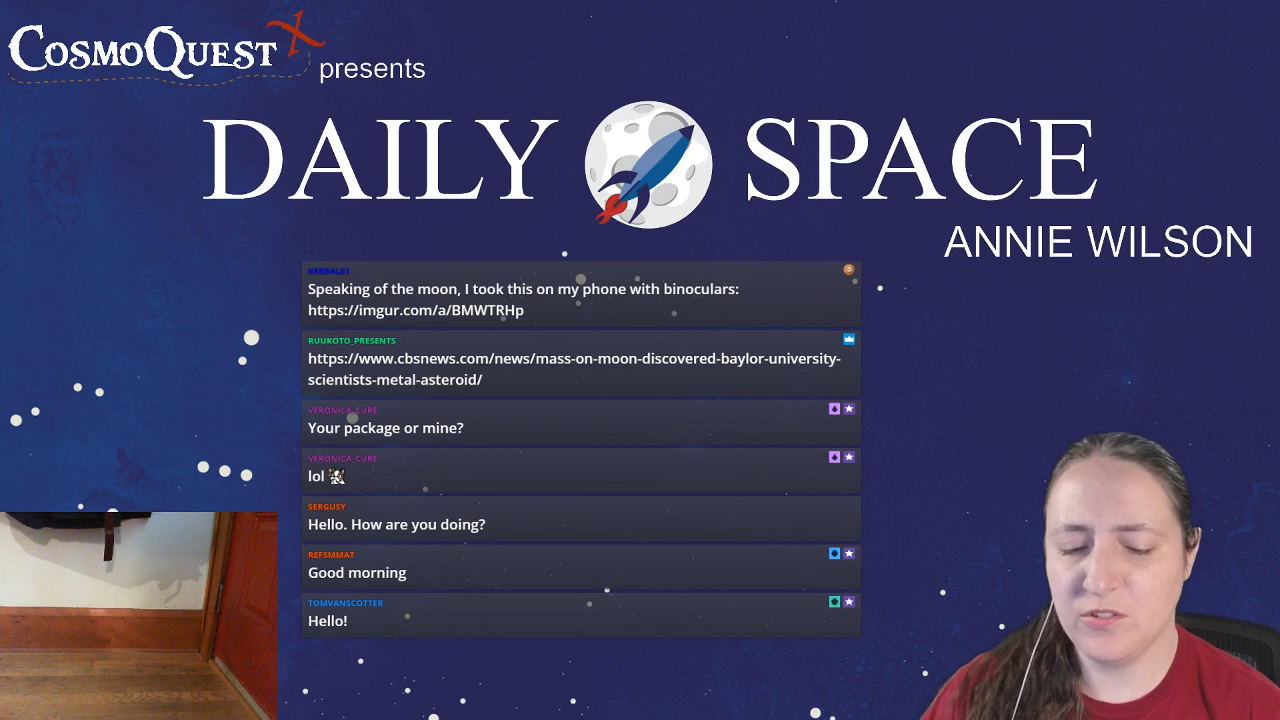 COSMOQUEST X
presents
DAILY SPACE
ANNIE WILSON
KERBAL01
Speaking of the moon, I took this on my phone with binoculars:
https://imgur.com/a/BMWTRHp
RUUKOTO_PRESENTS
https://www.cbsnews.com/news/mass-on-moon-discovered-baylor-university-
scientists-metal-asteroid/
VERONICA_CURE
Your package or mine?
VERONICA_CURE
lol
SERGUSY
Hello. How are you doing?
REFSMMAT
Good morning
TOMVANSCOTTER
Hello!